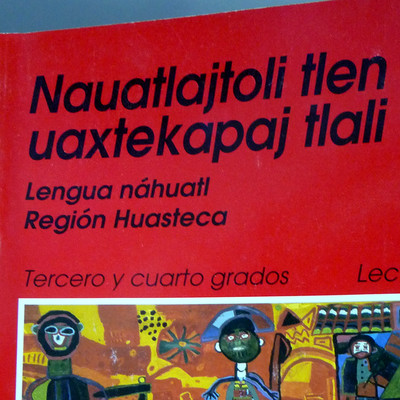 Nauatlajtoli tlen
uaxtekapaj tlali
Lengua náhuatl
Región Huasteca
Tercero y cuarto grados